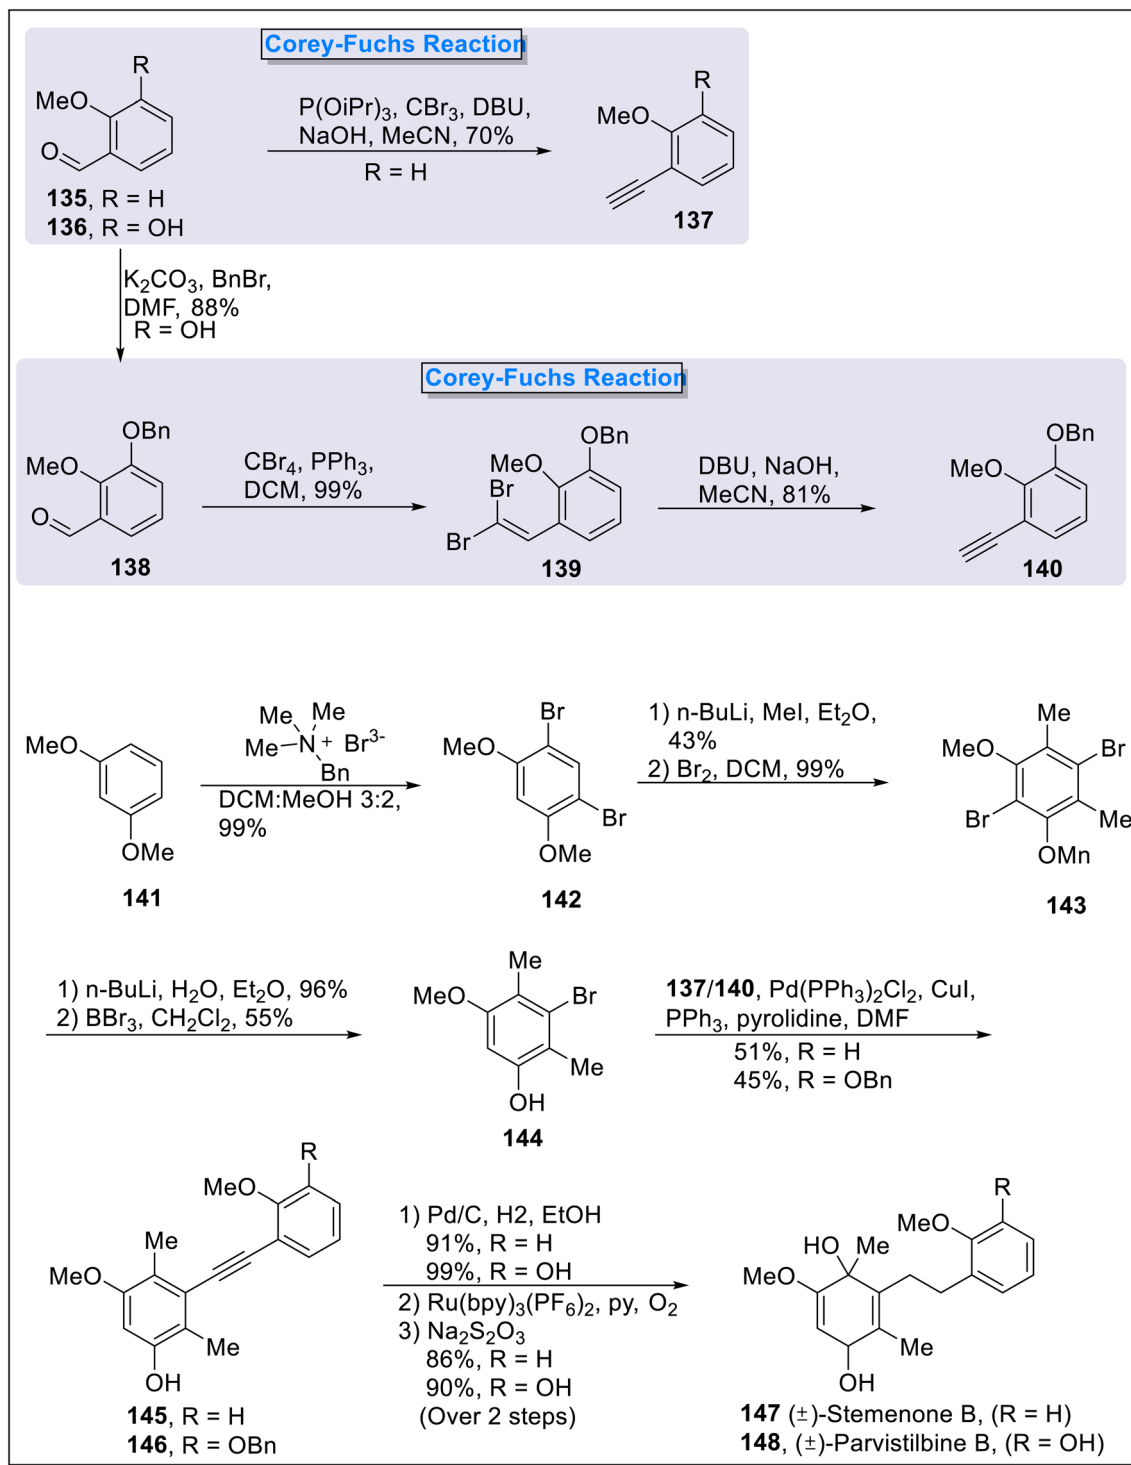 Corey-Fuchs Reaction
R
MeO
O
135, R = H
136, R = OH
P(OiPr)3, CBr3, DBU,
NaOH, MeCN, 70%
R = H
R
MeO
137
K2CO3, BnBr,
DMF, 88%
R = OH
Corey-Fuchs Reaction
OBn
MeO
O
138
CBr4, PPh3,
DCM, 99%
OBn
MeO
Br
Br
139
DBU, NaOH,
MeCN, 81%
OBn
MeO
140
MeO
OMe
141
Me
Me
Me
N+ Br3-
Bn
DCM:MeOH 3:2,
99%
Br
MeO
Br
OMe
142
1) n-BuLi, MeI, Et2O,
43%
2) Br2, DCM, 99%
Me
MeO
Br
Br
Me
OMn
143
1) n-BuLi, H2O, Et2O, 96%
2) BBr3, CH2Cl2, 55%
Me
MeO
Br
Me
OH
144
137/140, Pd(PPh3)2Cl2, CuI,
PPh3, pyrolidine, DMF
51%, R = H
45%, R = OBn
R
MeO
Me
MeO
Me
OH
145, R = H
146, R = OBn
1) Pd/C, H2, EtOH
91%, R = H
99%, R = OH
2) Ru(bpy)3(PF6)2, py, O2
3) Na2S2O3
86%, R = H
90%, R = OH
(Over 2 steps)
R
MeO
HO
Me
MeO
Me
OH
147 (±)-Stemenone B, (R = H)
148, (±)-Parvistilbine B, (R = OH)